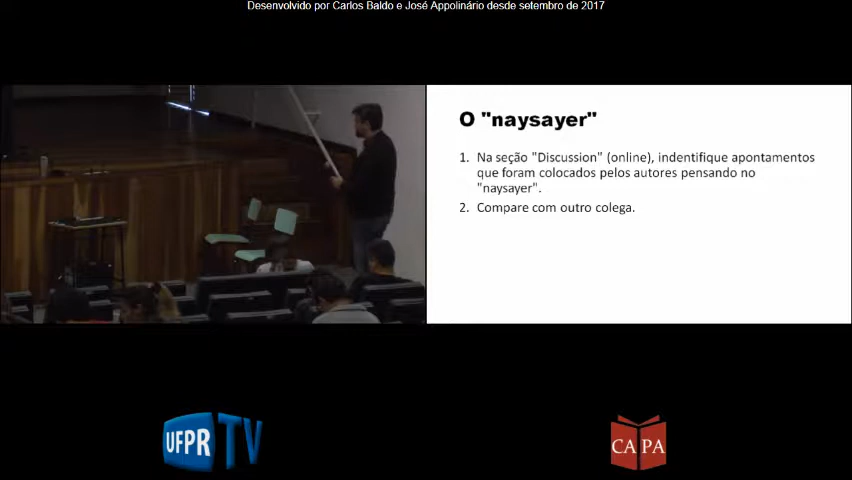 Desenvolvido por Carlos Baldo e José Appolinário desde setembro de 2017
O "naysayer"
1. Na seção "Discussion" (online), indentifique apontamentos
que foram colocados pelos autores pensando no
"naysayer".
2. Compare com outro colega.
UFPR TV
CAPA